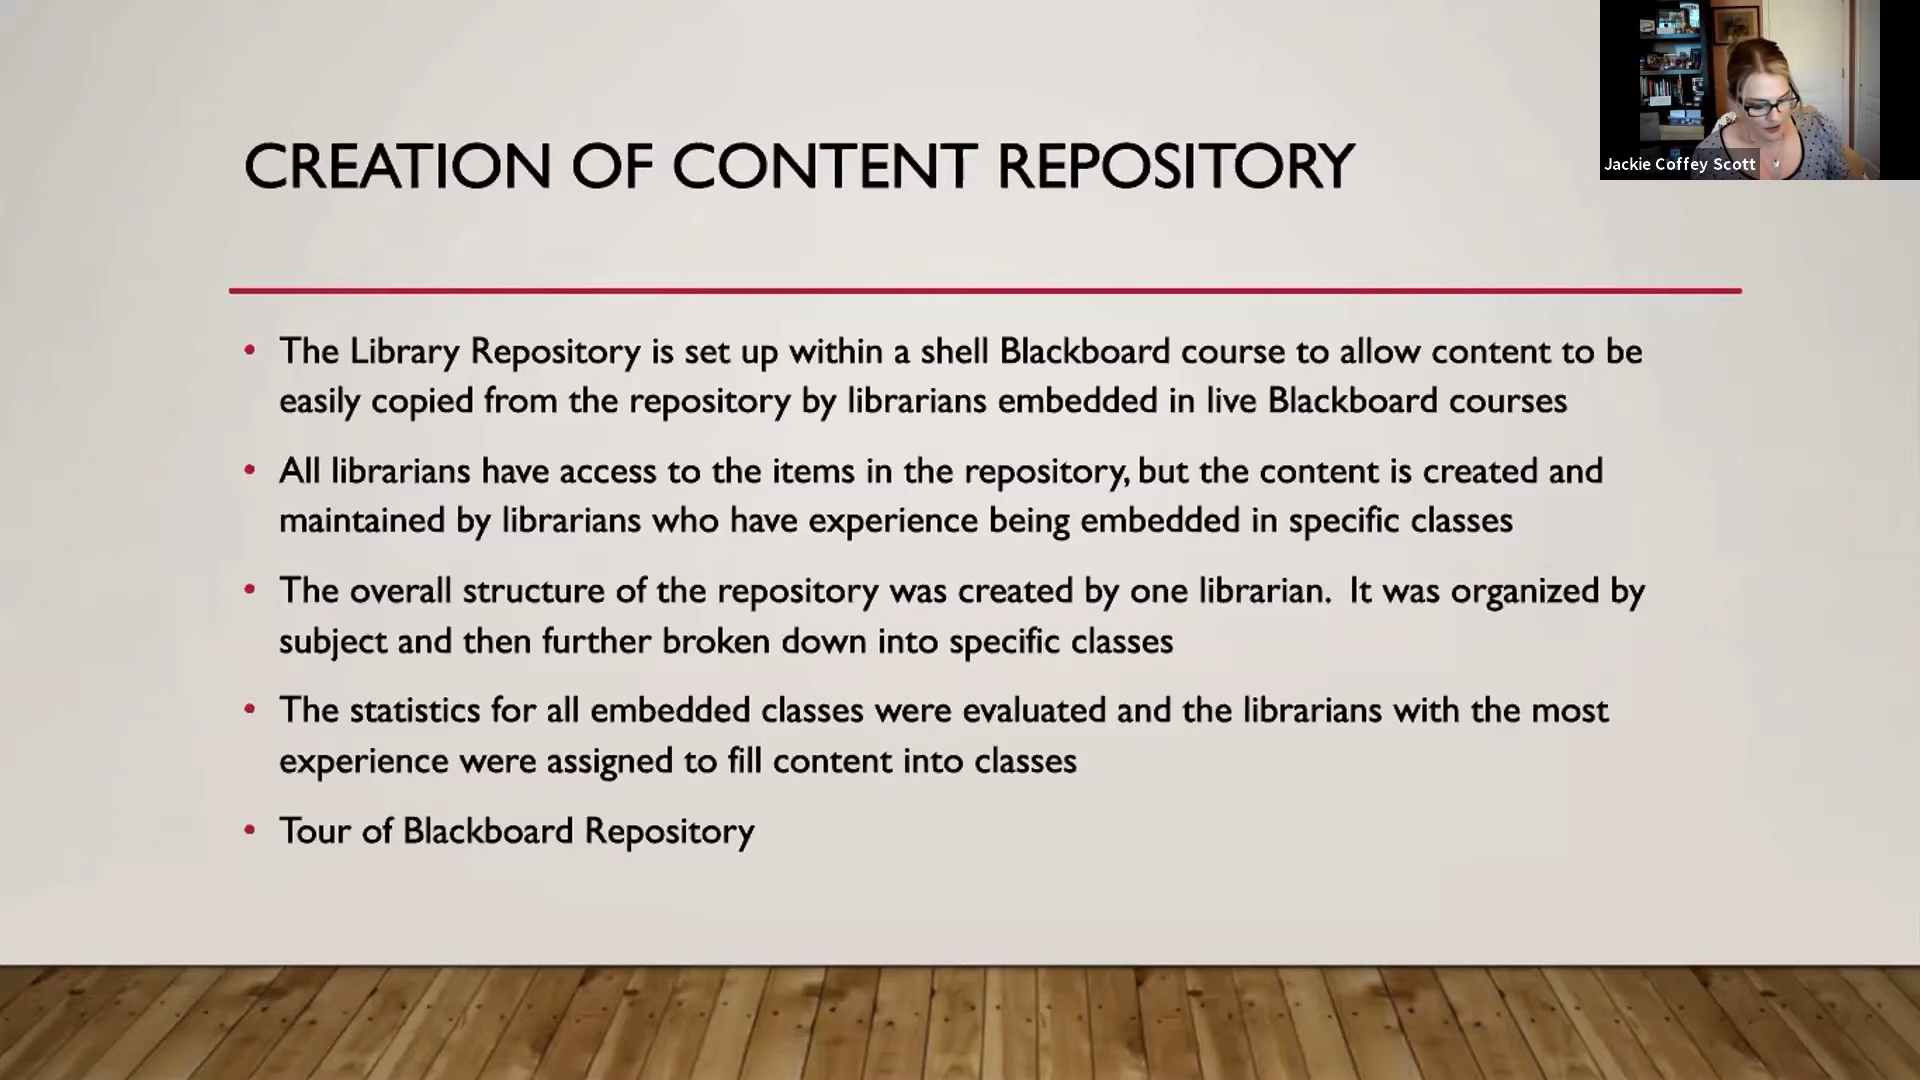 CREATION OF CONTENT REPOSITORY
Jackie Coffey Scott
• The Library Repository is set up within a shell Blackboard course to allow content to be
easily copied from the repository by librarians embedded in live Blackboard courses
• All librarians have access to the items in the repository, but the content is created and
maintained by librarians who have experience being embedded in specific classes
• The overall structure of the repository was created by one librarian.  It was organized by
subject and then further broken down into specific classes
• The statistics for all embedded classes were evaluated and the librarians with the most
experience were assigned to fill content into classes
• Tour of Blackboard Repository